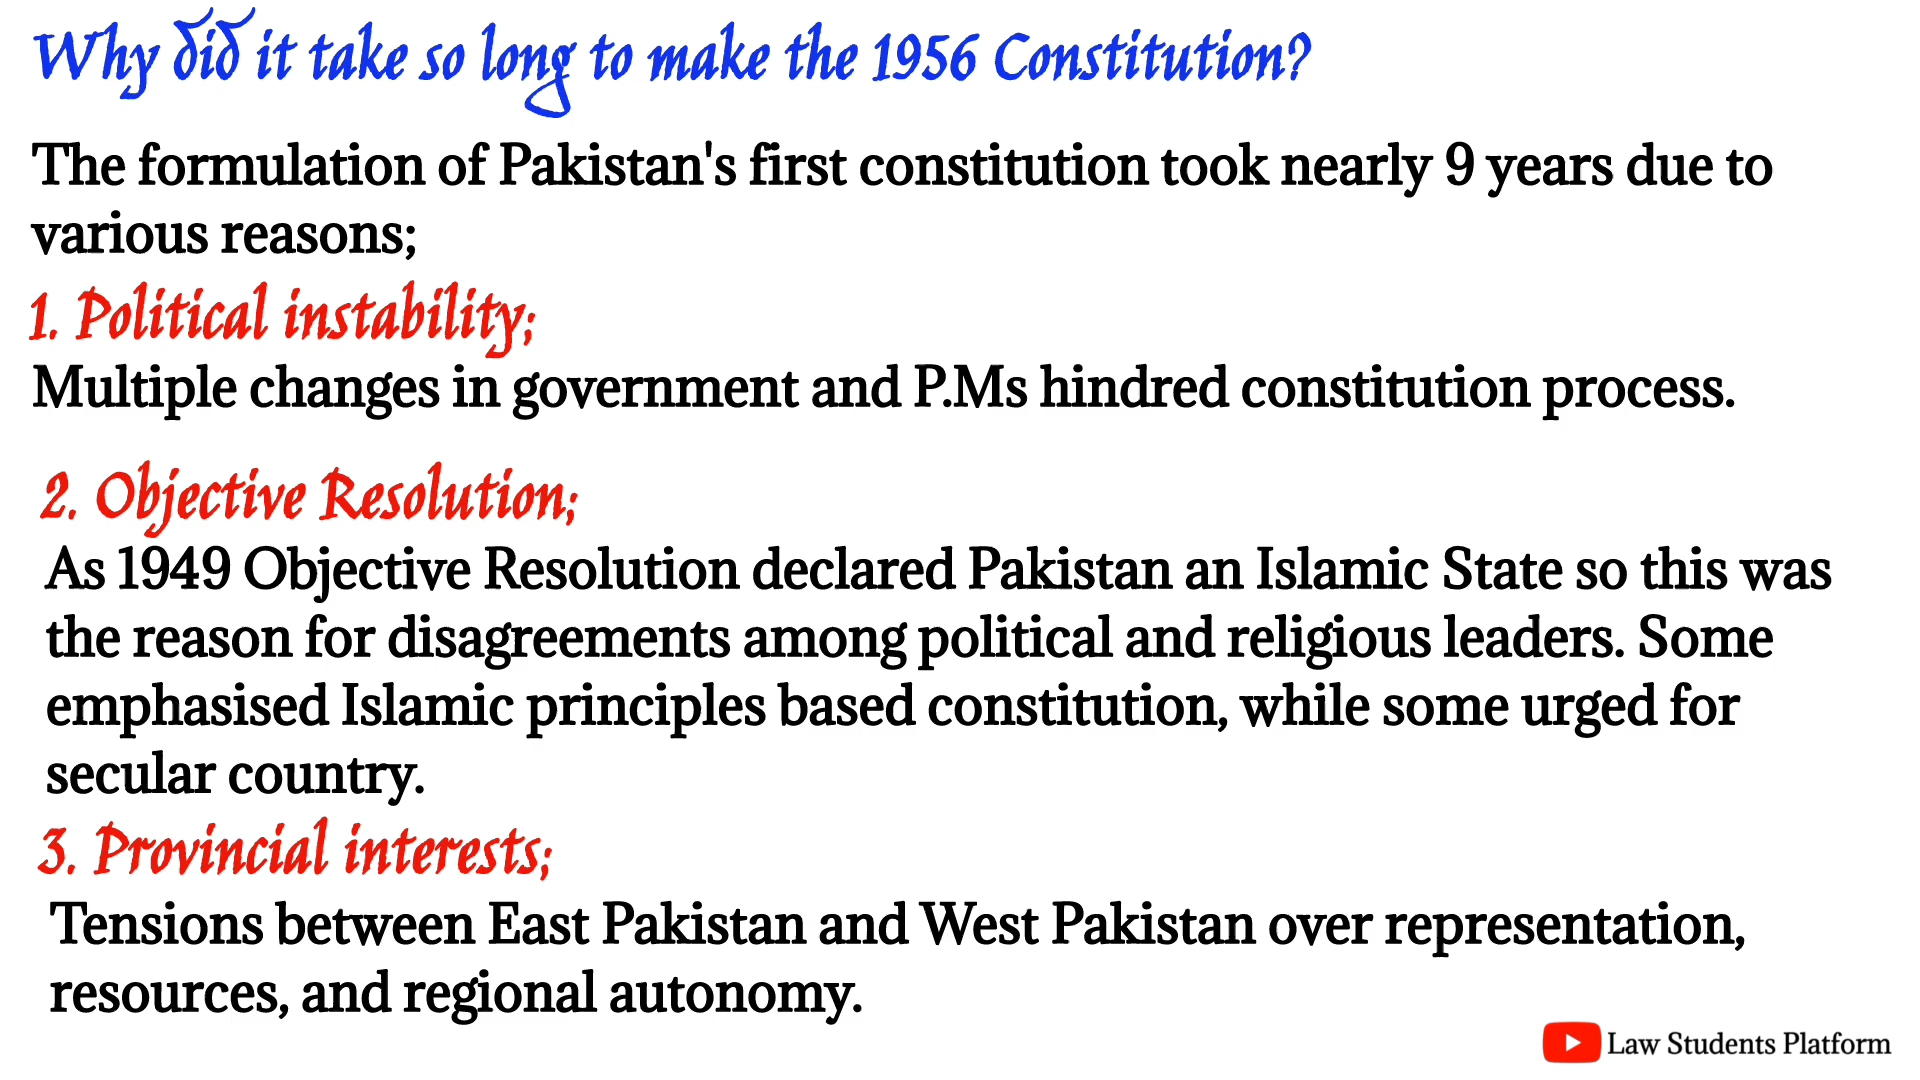 Why did it take so long to make the 1956 Constitution?
The formulation of Pakistan's first constitution took nearly 9 years due to
various reasons;
1. Political instability;
Multiple changes in government and P.Ms hindred constitution process.
2. Objective Resolution;
As 1949 Objective Resolution declared Pakistan an Islamic State so this was
the reason for disagreements among political and religious leaders. Some
emphasised Islamic principles based constitution, while some urged for
secular country.
3. Provincial interests;
Tensions between East Pakistan and West Pakistan over representation,
resources, and regional autonomy.
Law Students Platform